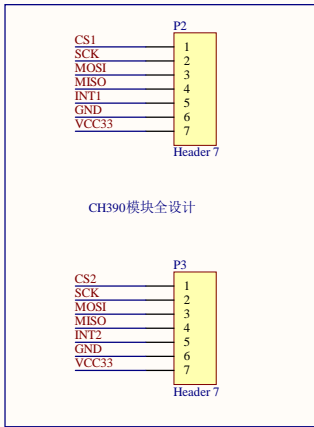 P2
CS1 1
SCK 2
MOSI 3
MISO 4
INT1 5
GND 6
VCC33 7
Header 7
CH390模块全设计
P3
CS2 1
SCK 2
MOSI 3
MISO 4
INT2 5
GND 6
VCC33 7
Header 7